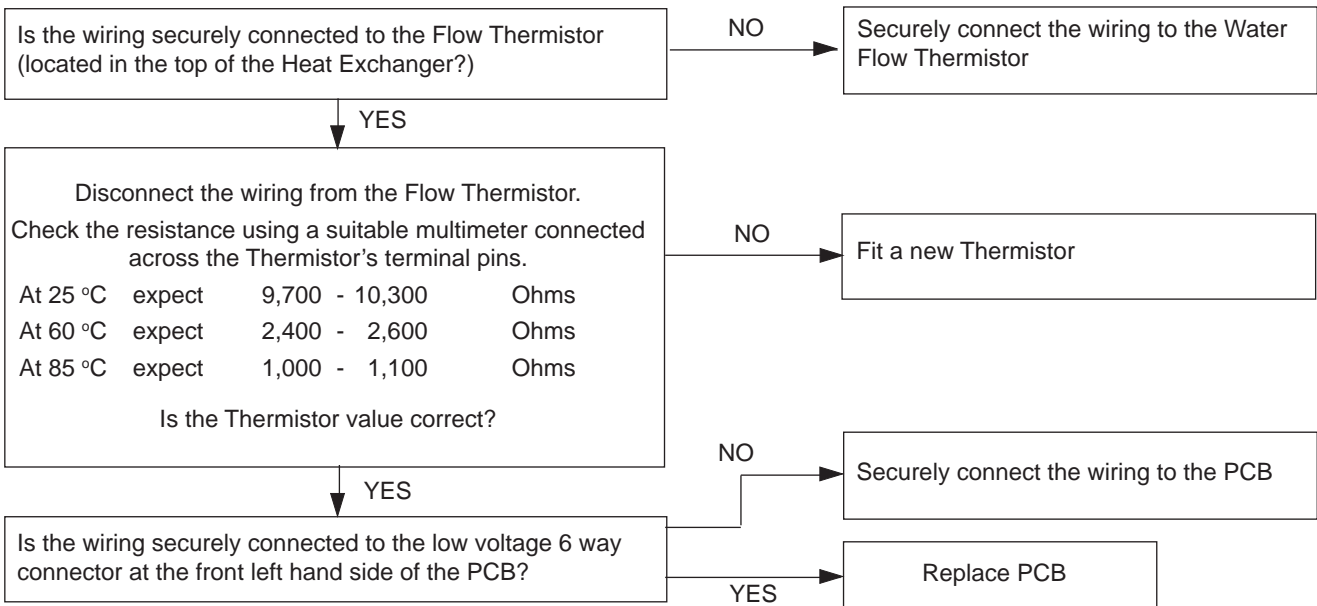 Is the wiring securely connected to the Flow Thermistor
(located in the top of the Heat Exchanger?)
NO
Securely connect the wiring to the Water
Flow Thermistor
YES
Disconnect the wiring from the Flow Thermistor.
Check the resistance using a suitable multimeter connected
across the Thermistor's terminal pins.
At 25 °C expect 9,700 - 10,300 Ohms
At 60 °C expect 2,400 - 2,600 Ohms
At 85 °C expect 1,000 - 1,100 Ohms
Is the Thermistor value correct?
NO
Fit a new Thermistor
YES
Is the wiring securely connected to the low voltage 6 way
connector at the front left hand side of the PCB?
NO
Securely connect the wiring to the PCB
YES
Replace PCB